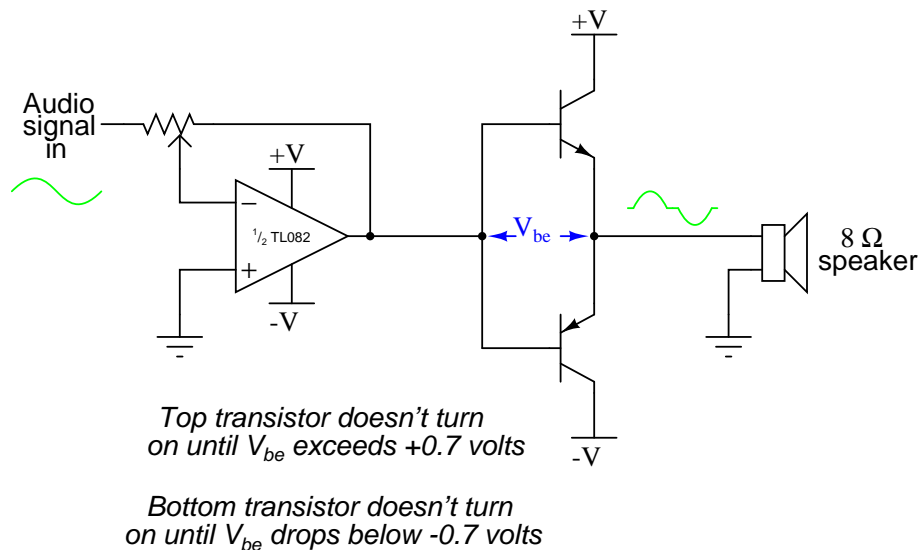 +V
Audio
signal
in
+V
−
½ TL082
+
-V
Vbe
8 Ω
speaker
-V
Top transistor doesn't turn
on until Vbe exceeds +0.7 volts
Bottom transistor doesn't turn
on until Vbe drops below -0.7 volts